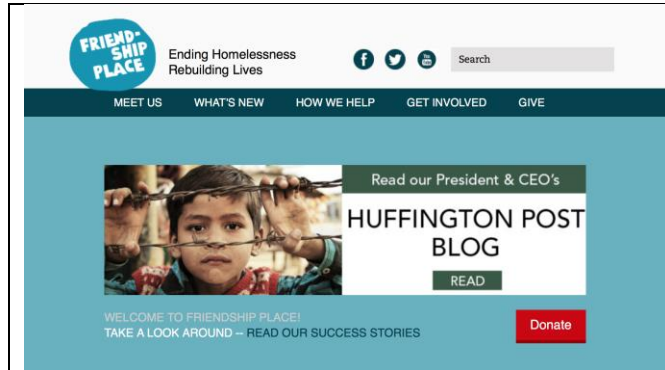 FRIEND-
SHIP
PLACE
Ending Homelessness
Rebuilding Lives
f
You
Tube
Search
MEET US
WHAT'S NEW
HOW WE HELP
GET INVOLVED
GIVE
Read our President & CEO's
HUFFINGTON POST
BLOG
READ
WELCOME TO FRIENDSHIP PLACE!
TAKE A LOOK AROUND -- READ OUR SUCCESS STORIES
Donate